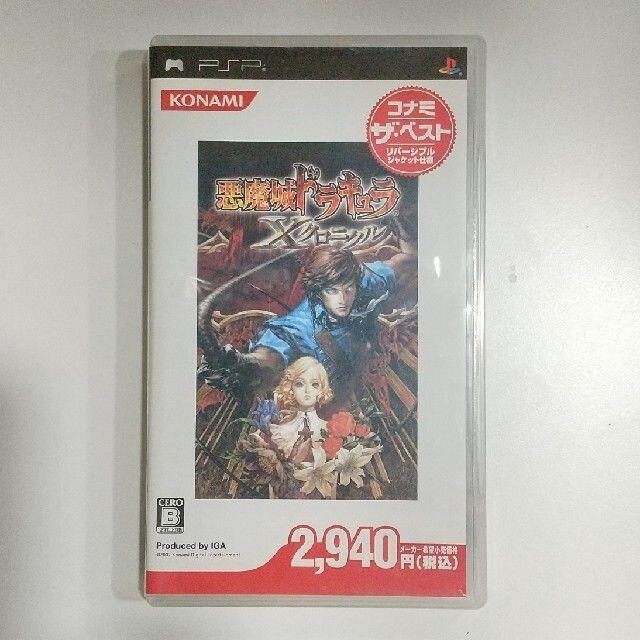 PSP
KONAMI
コナミ
ザ・ベスト
リバーシブル
ジャケット仕様
悪魔城ドラキュラ
Xクロニクル
CERO
B
Produced by IGA
2,940
メーカー希望小売価格
円(税込)